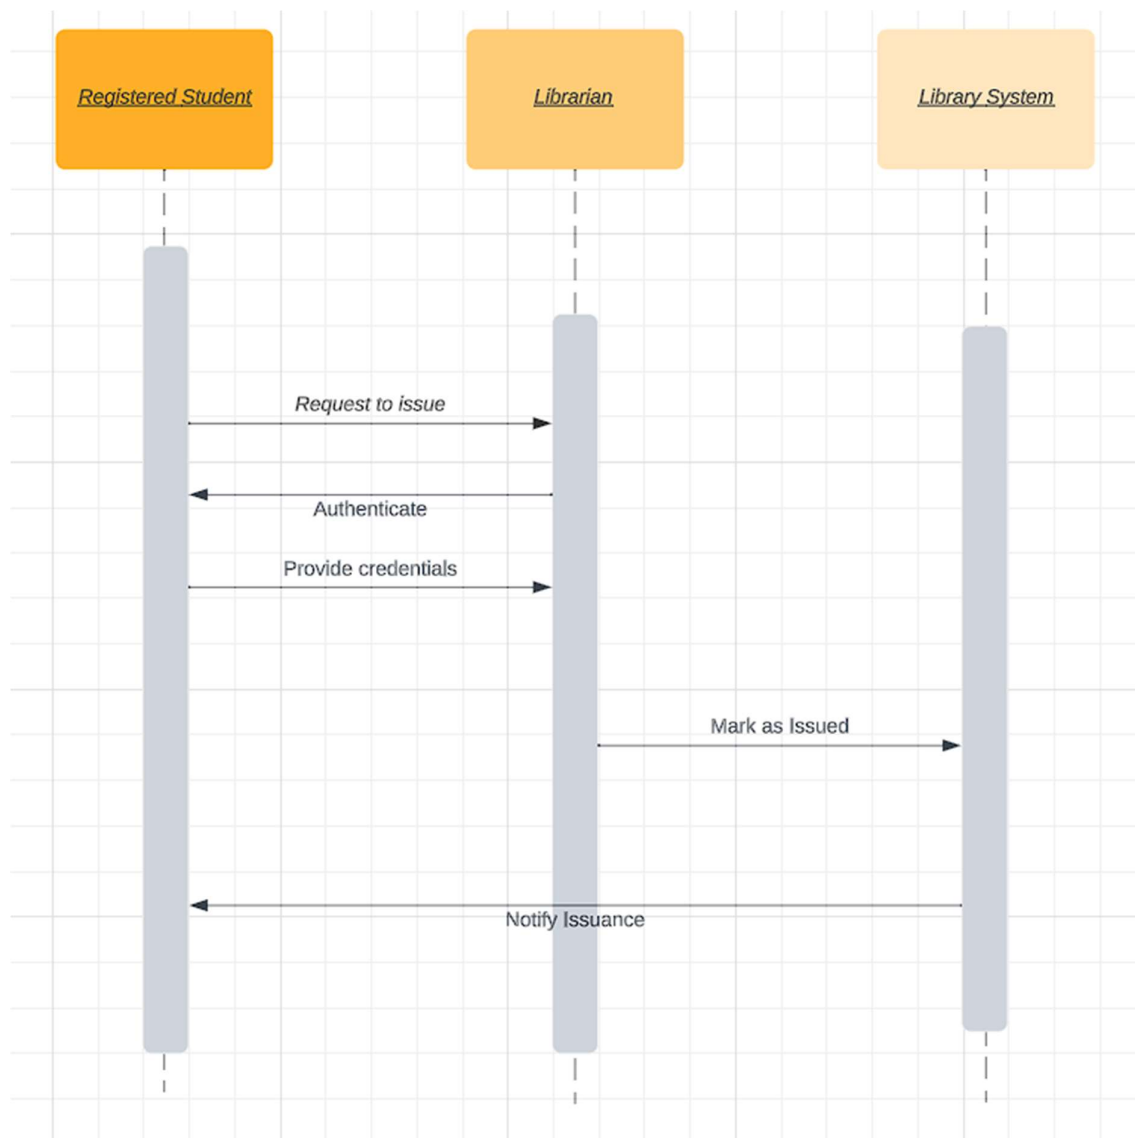 Registered Student
Librarian
Library System
Request to issue
Authenticate
Provide credentials
Mark as Issued
Notify Issuance